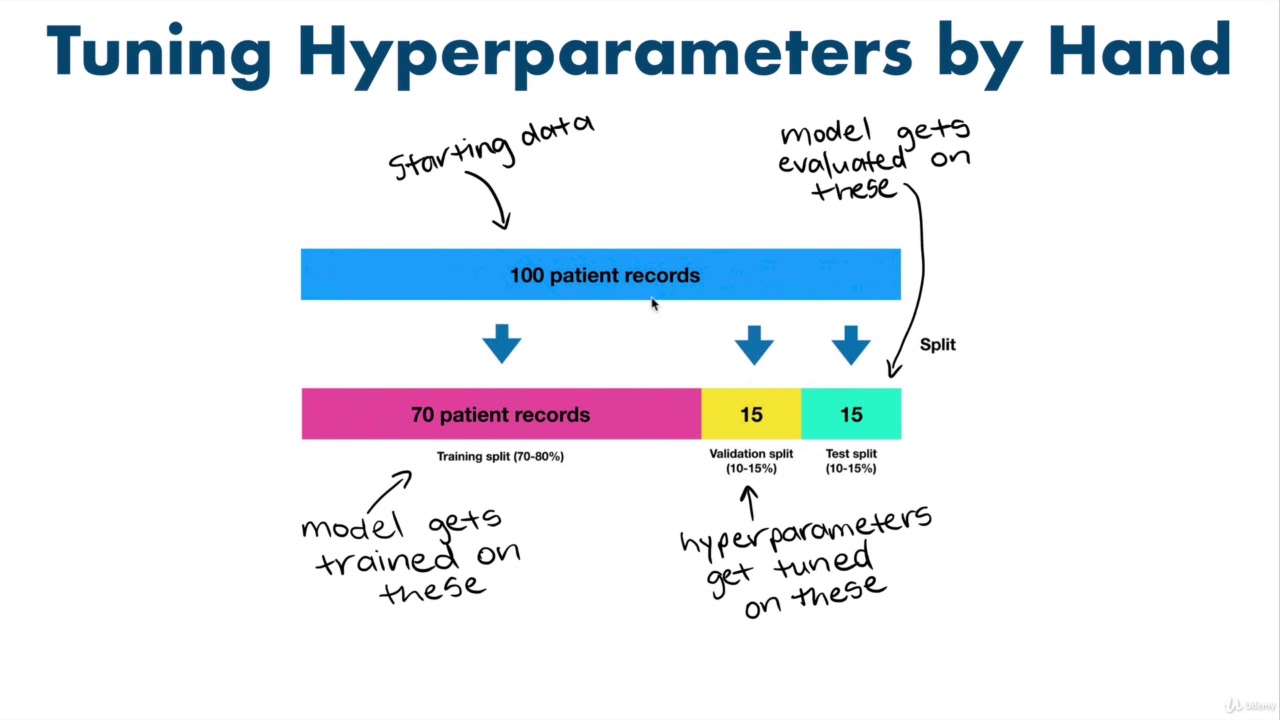 Tuning Hyperparameters by Hand
starting data
model gets
evaluated on
these
100 patient records
Split
70 patient records
15
15
Training split (70-80%)
Validation split
(10-15%)
Test split
(10-15%)
model gets
trained on
these
hyperparameters
get tuned
on these
Udemy